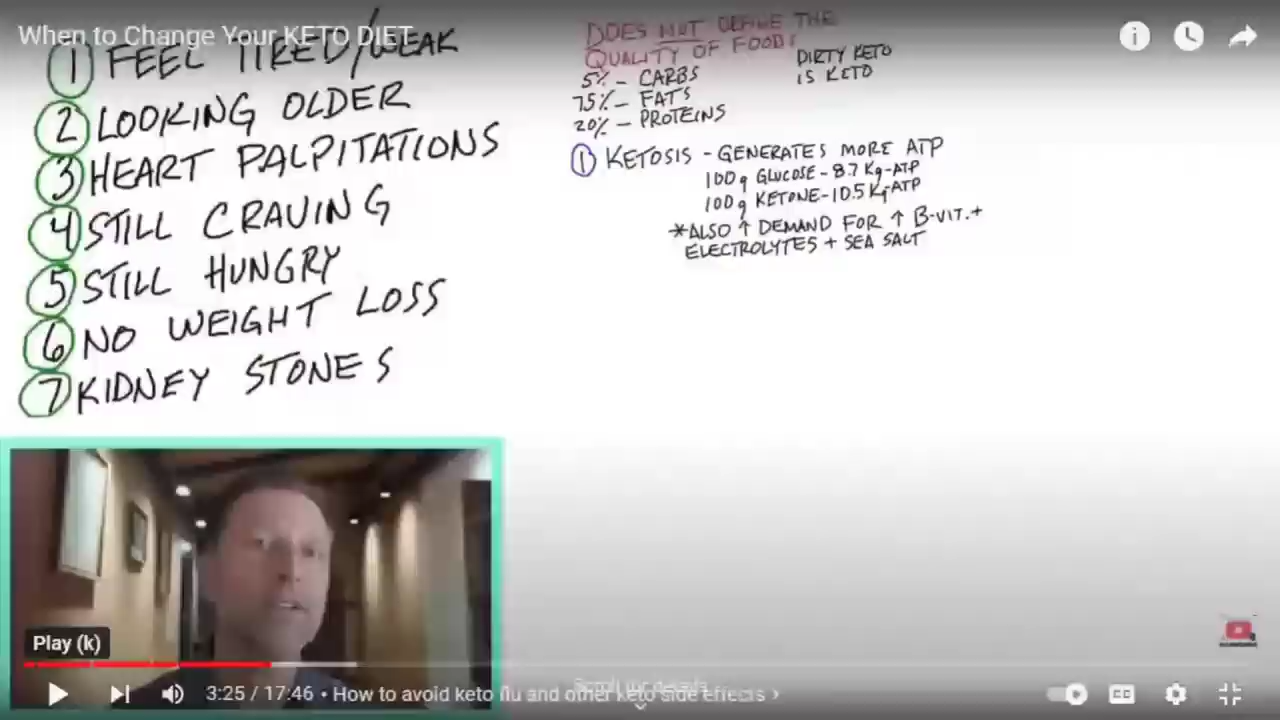 When to Change Your KETO DIET
1 FEEL TIRED/WEAK
2 LOOKING OLDER
3 HEART PALPITATIONS
4 STILL CRAVING
5 STILL HUNGRY
6 NO WEIGHT LOSS
7 KIDNEY STONES
DOES NOT DEFINE THE
QUALITY OF FOOD!
5% - CARBS
75% - FATS
20% - PROTEINS
DIRTY KETO
IS KETO
1 KETOSIS - GENERATES MORE ATP
100g GLUCOSE - 8.7 Kg-ATP
100g KETONE - 10.5 Kg-ATP
*ALSO ↑ DEMAND FOR ↑ B-VIT. +
ELECTROLYTES + SEA SALT
Play (k)
3:25 / 17:46 • How to avoid keto flu and other keto side effects ›
Scroll for details
CC